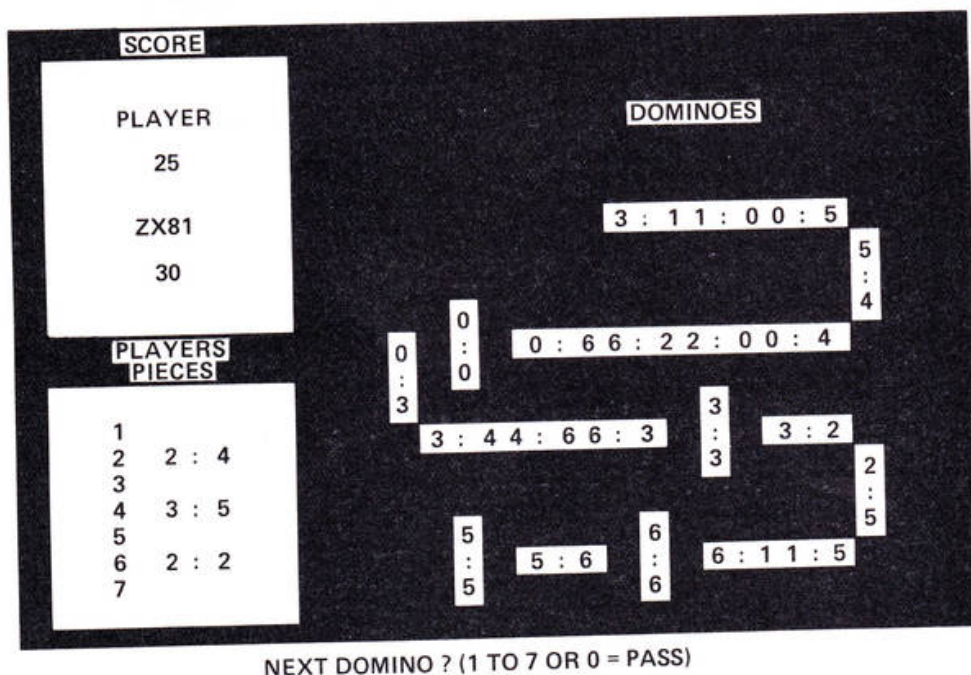 SCORE
PLAYER
25
ZX81
30
PLAYERS
PIECES
1
2 2 : 4
3
4 3 : 5
5
6 2 : 2
7
DOMINOES
3 : 1 1 : 0 0 : 5
5
:
4
0 : 6 6 : 2 2 : 0 0 : 4
0
:
0
0
:
3
3 : 4 4 : 6 6 : 3
3
:
3
3 : 2
2
:
5
6 : 1 1 : 5
6
:
6
5 : 6
5
:
5
NEXT DOMINO ? (1 TO 7 OR 0 = PASS)